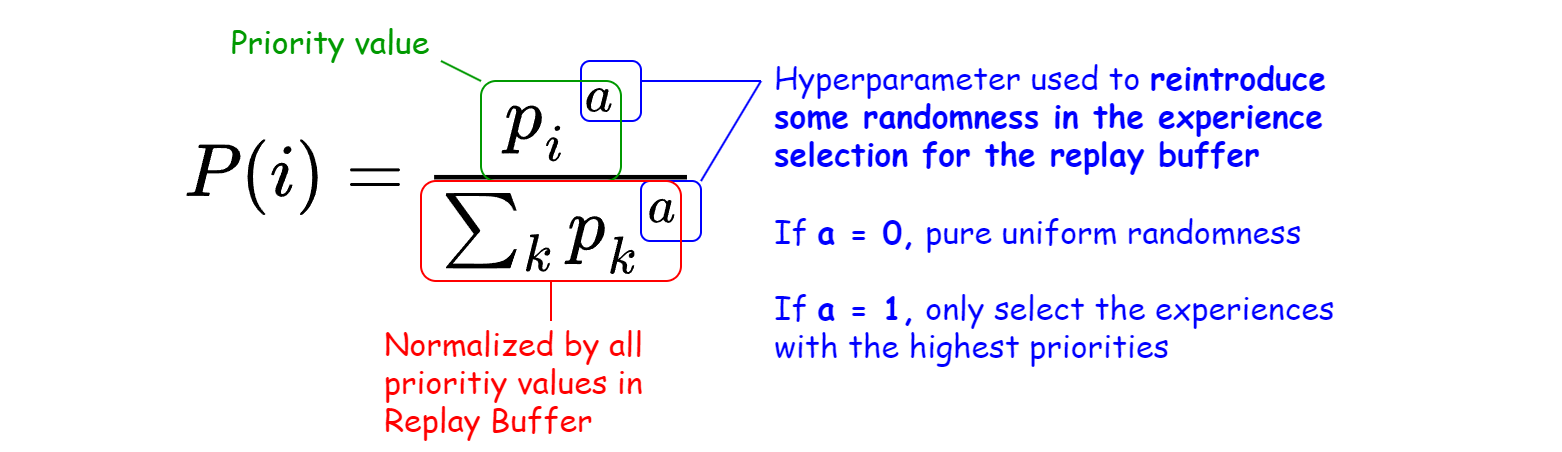 Priority value
P(i) = p_i^a / ∑_k p_k^a
Hyperparameter used to reintroduce
some randomness in the experience
selection for the replay buffer
If a = 0, pure uniform randomness
If a = 1, only select the experiences
with the highest priorities
Normalized by all
prioritiy values in
Replay Buffer